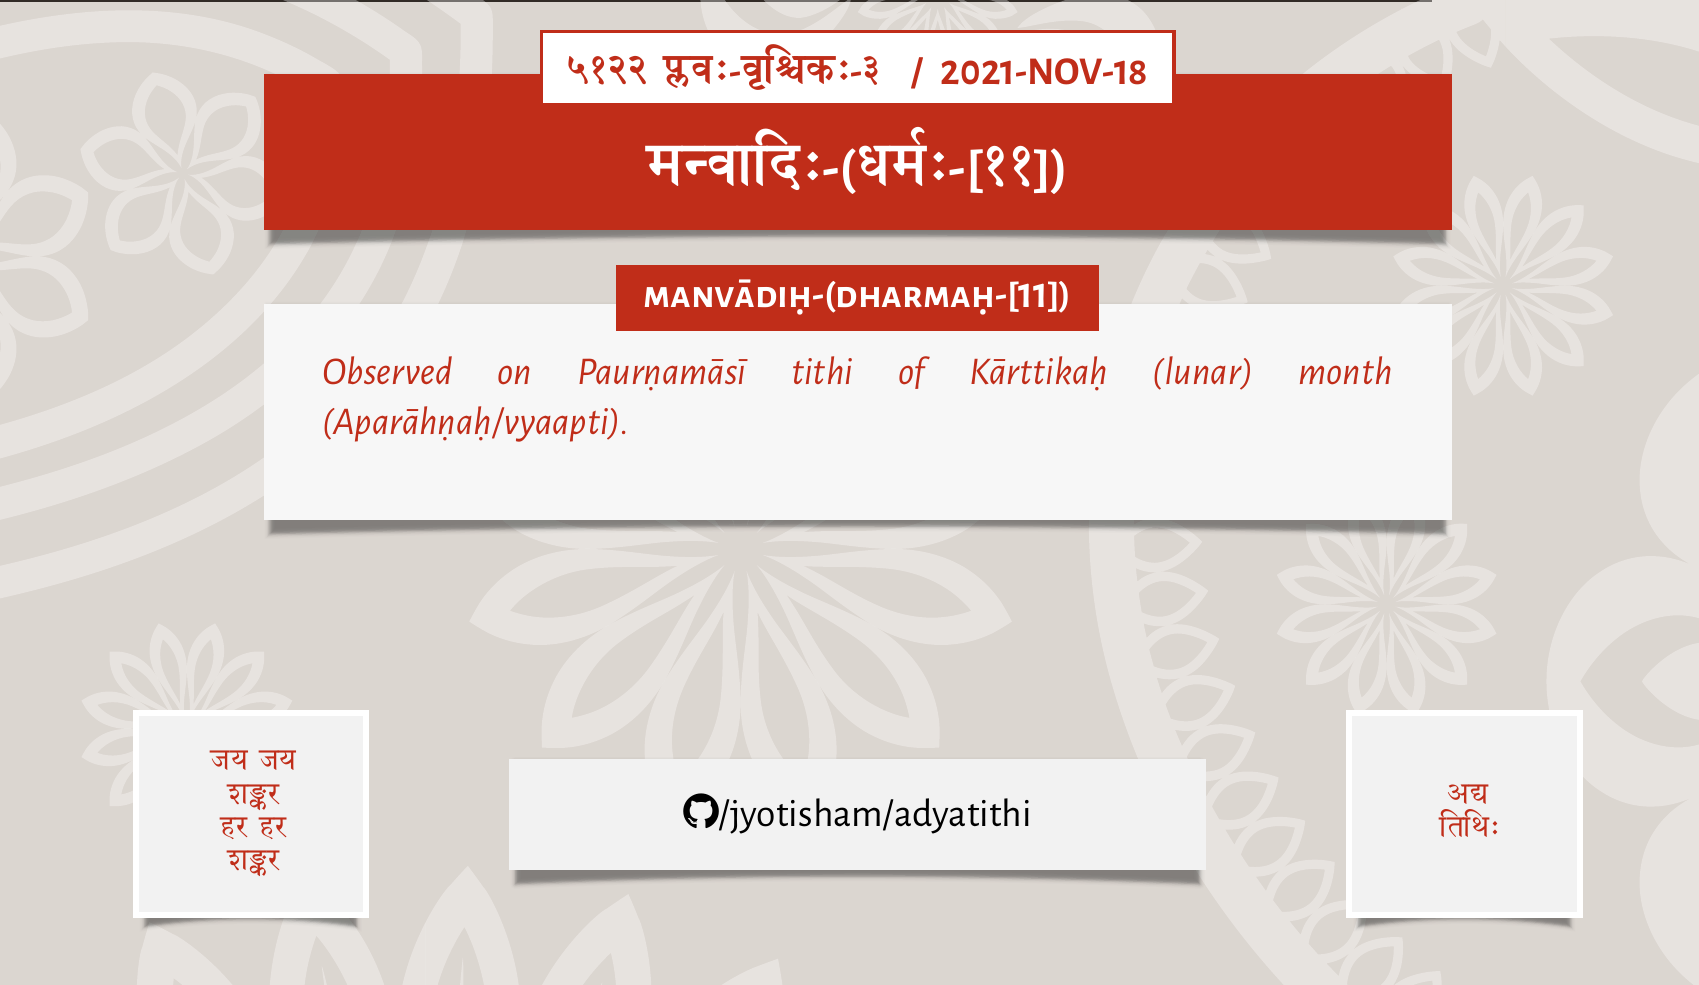 ५१२२ प्लवः-वृश्चिकः-३ / 2021-NOV-18
मन्वादिः-(धर्मः-[११])
MANVĀDIḤ-(DHARMAḤ-[11])
Observed on Paurṇamāsī tithi of Kārttikaḥ (lunar) month
(Aparāhṇaḥ/vyaapti).
जय जय
शङ्कर
हर हर
शङ्कर
/jyotisham/adyatithi
अद्य
तिथिः